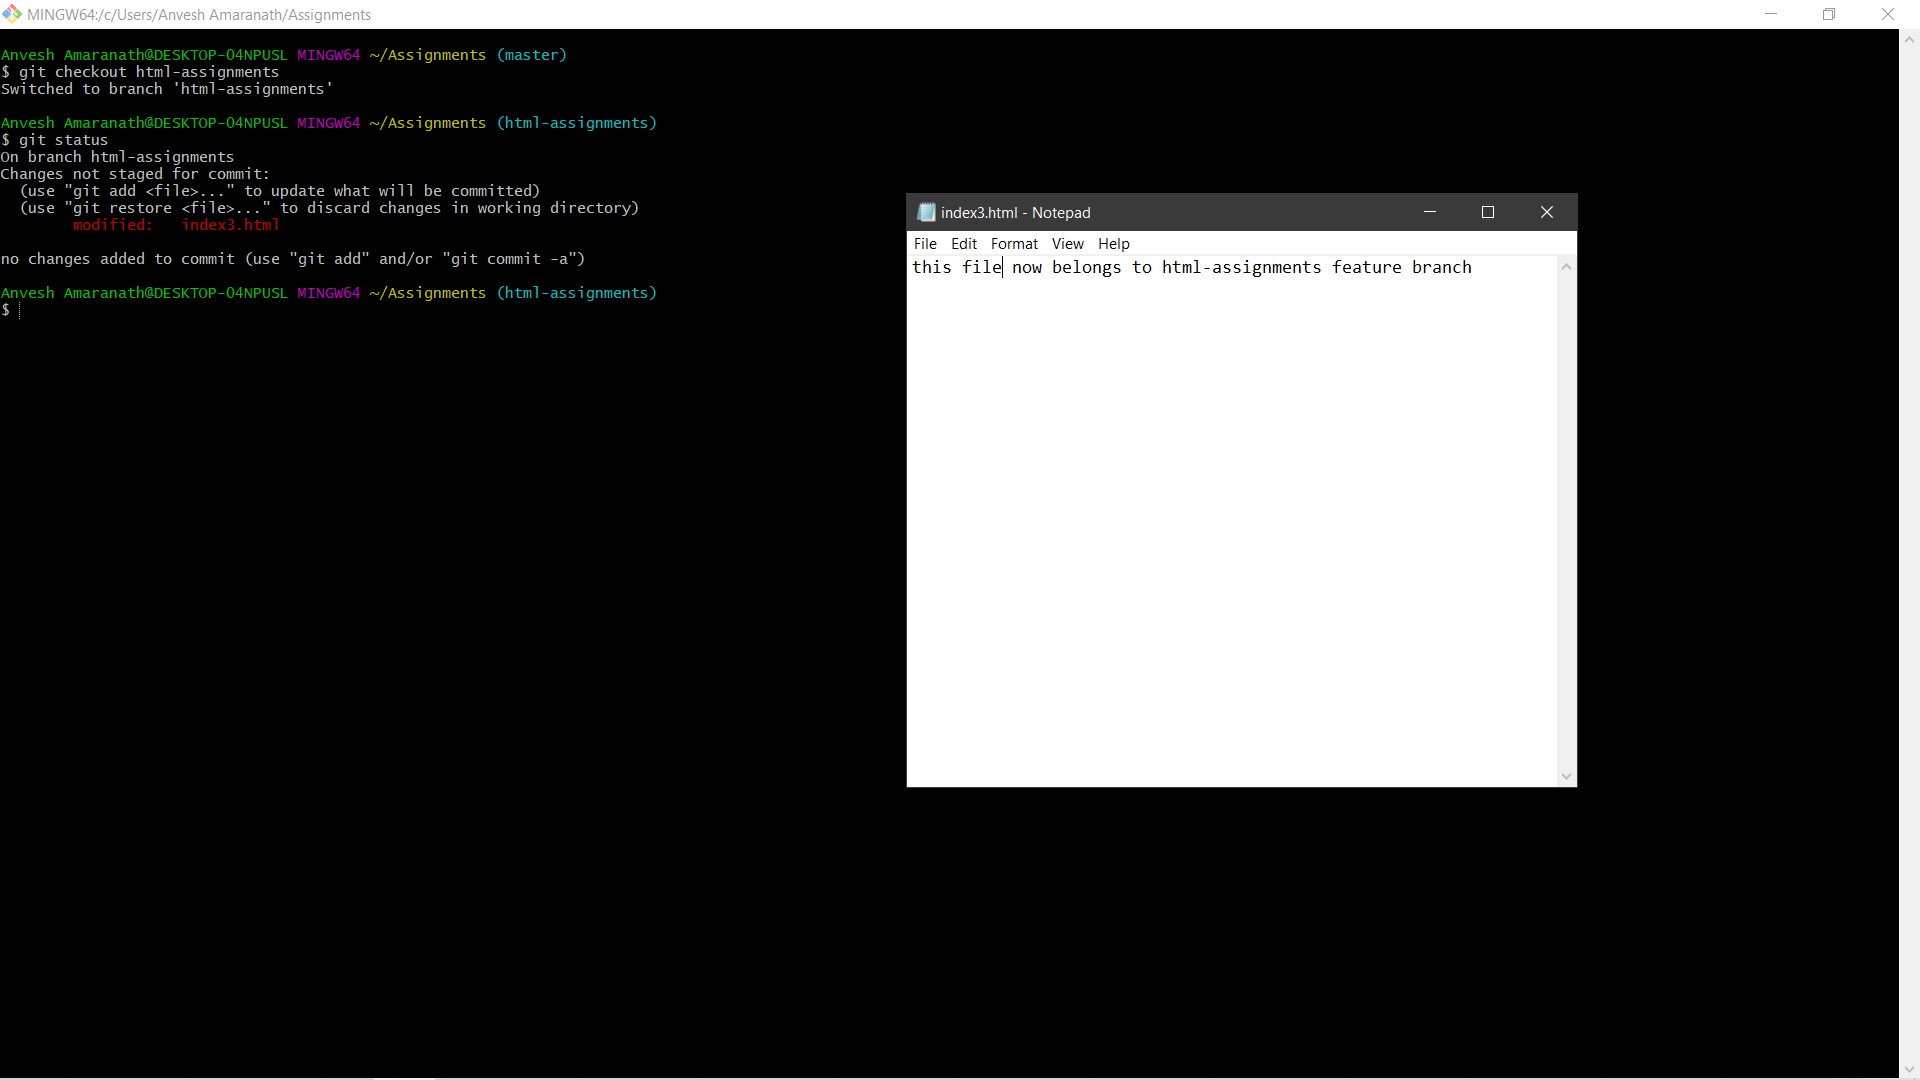 MINGW64:/c/Users/Anvesh Amaranath/Assignments
Anvesh Amaranath@DESKTOP-O4NPUSL MINGW64 ~/Assignments (master)
$ git checkout html-assignments
Switched to branch 'html-assignments'
Anvesh Amaranath@DESKTOP-O4NPUSL MINGW64 ~/Assignments (html-assignments)
$ git status
On branch html-assignments
Changes not staged for commit:
  (use "git add <file>..." to update what will be committed)
  (use "git restore <file>..." to discard changes in working directory)
        modified:   index3.html
no changes added to commit (use "git add" and/or "git commit -a")
Anvesh Amaranath@DESKTOP-O4NPUSL MINGW64 ~/Assignments (html-assignments)
$
index3.html - Notepad
File Edit Format View Help
this file now belongs to html-assignments feature branch